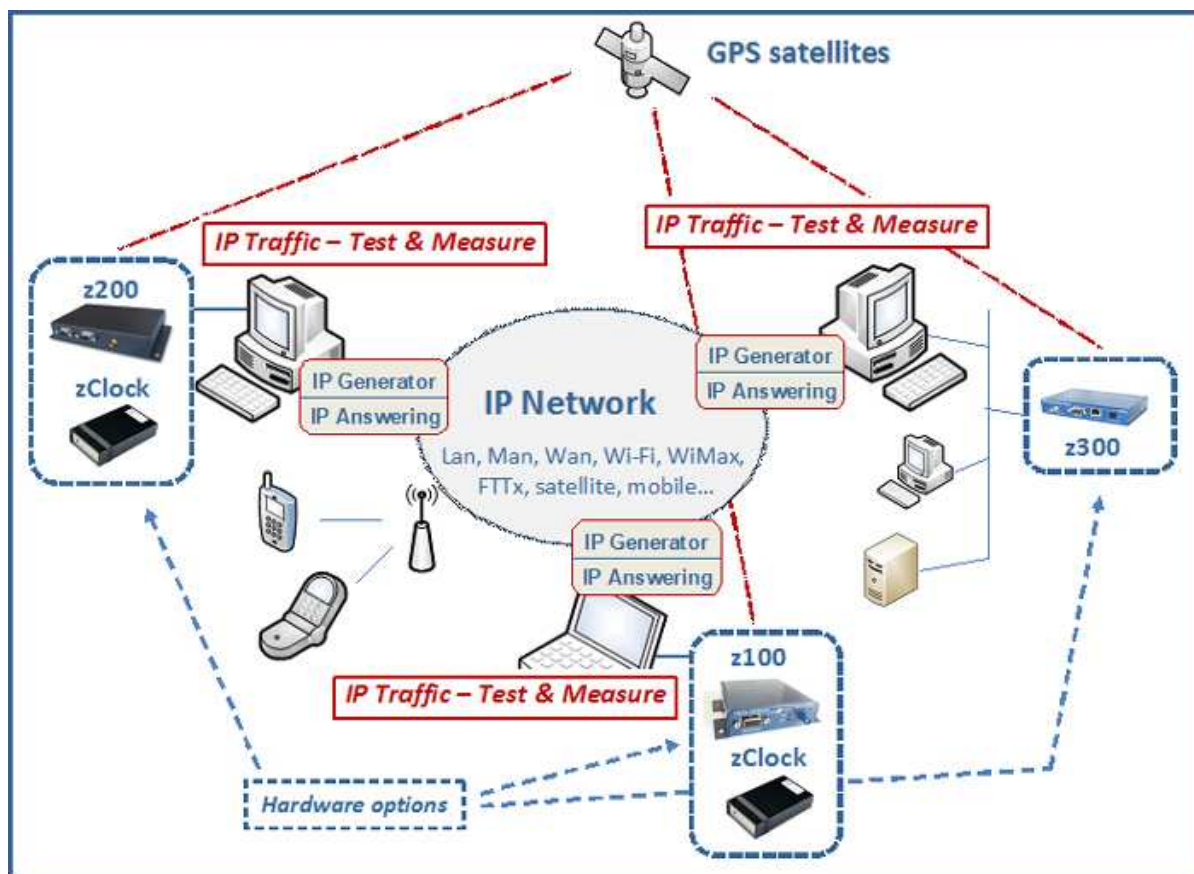 GPS satellites
IP Traffic – Test & Measure
IP Traffic – Test & Measure
z200
zClock
IP Generator
IP Answering
IP Network
Lan, Man, Wan, Wi-Fi, WiMax,
FTTx, satellite, mobile...
IP Generator
IP Answering
z300
IP Generator
IP Answering
IP Traffic – Test & Measure
z100
zClock
Hardware options